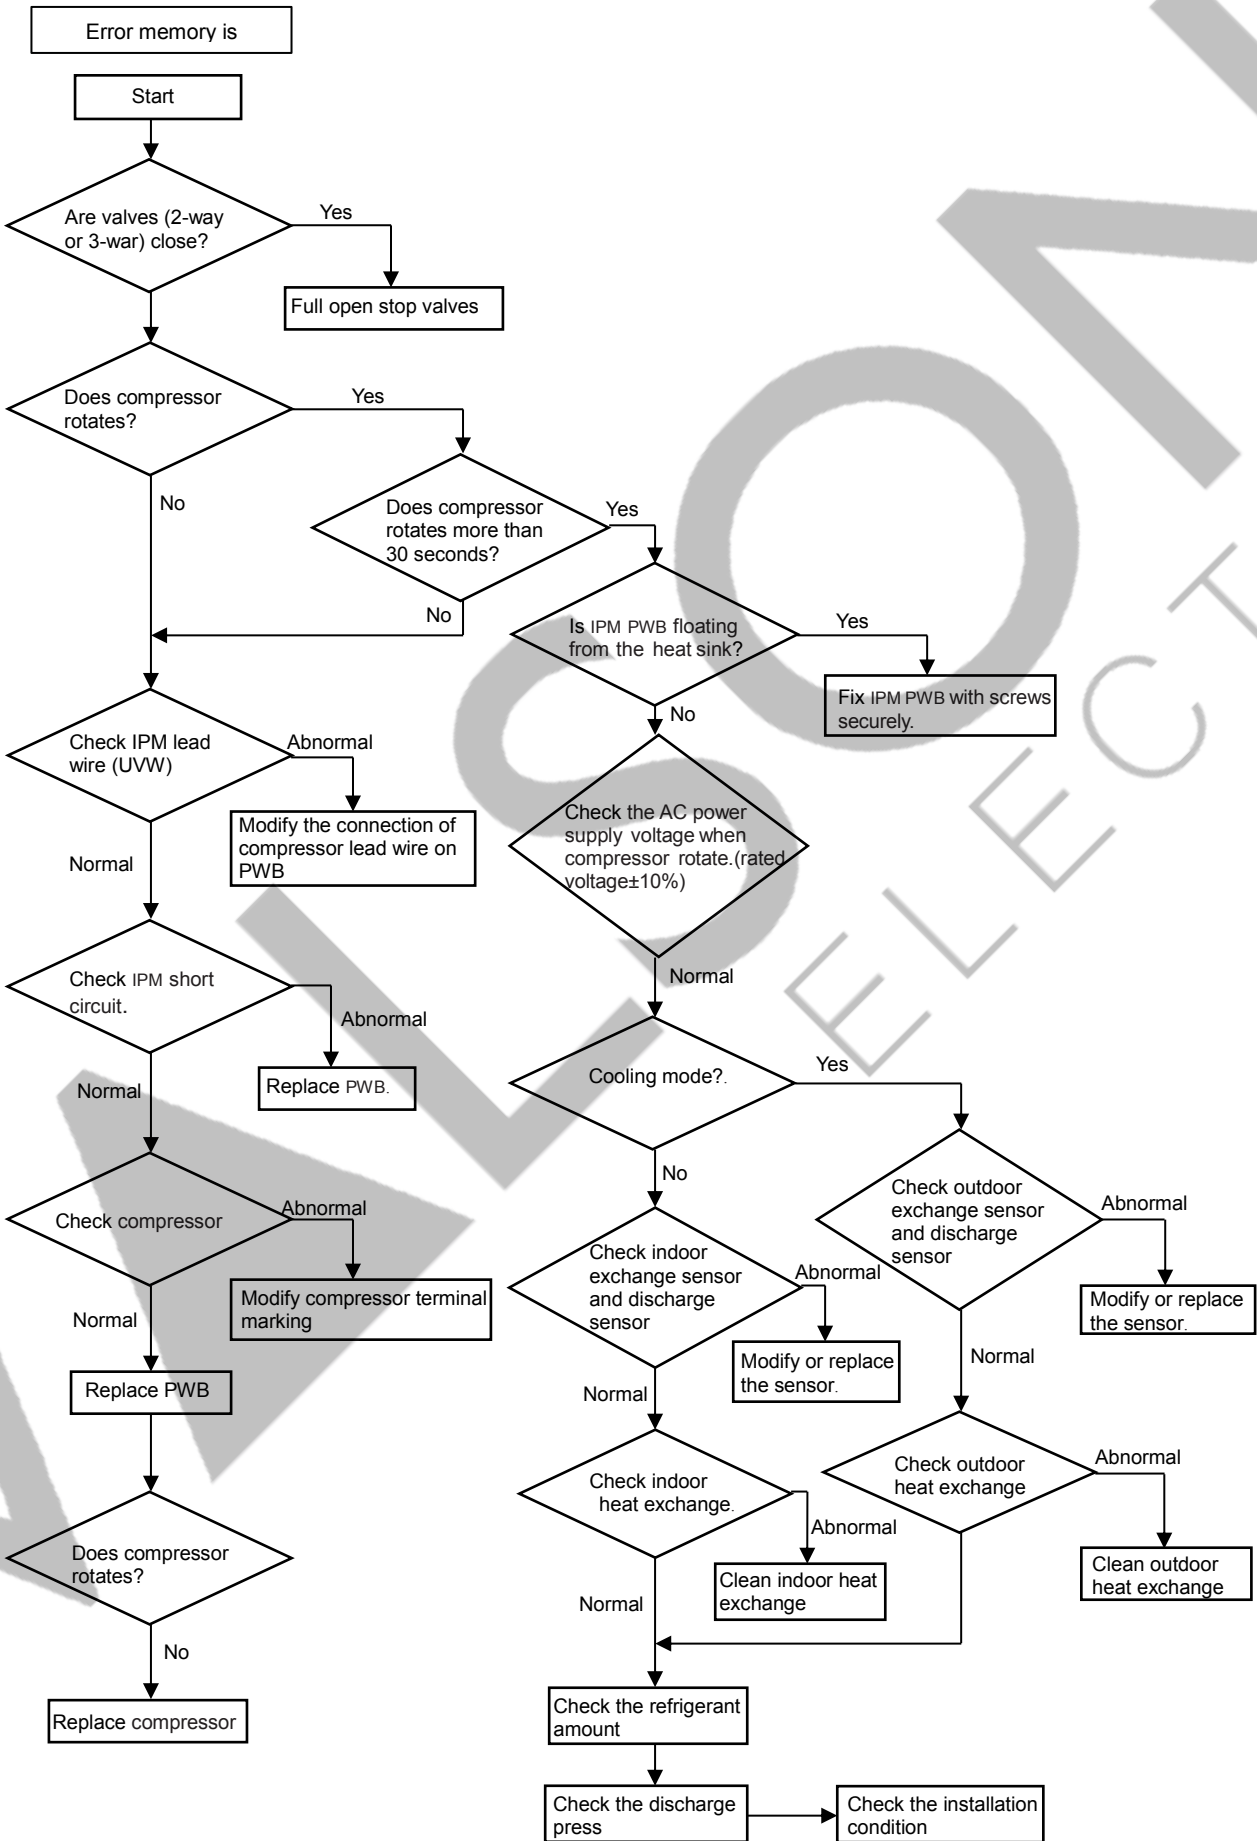 Error memory is
Start
Are valves (2-way
or 3-war) close?
Yes
Full open stop valves
Does compressor
rotates?
Yes
No
Does compressor
rotates more than
30 seconds?
Yes
No
Is IPM PWB floating
from the heat sink?
Yes
Fix IPM PWB with screws
securely.
No
Check IPM lead
wire (UVW)
Abnormal
Modify the connection of
compressor lead wire on
PWB
Normal
Check the AC power
supply voltage when
compressor rotate.(rated
voltage±10%)
Normal
Check IPM short
circuit.
Abnormal
Replace PWB.
Normal
Cooling mode?.
Yes
No
Check compressor
Abnormal
Modify compressor terminal
marking
Normal
Replace PWB
Does compressor
rotates?
No
Replace compressor
Check indoor
exchange sensor
and discharge
sensor
Abnormal
Modify or replace
the sensor.
Normal
Check outdoor
exchange sensor
and discharge
sensor
Abnormal
Modify or replace
the sensor.
Normal
Check indoor
heat exchange.
Abnormal
Clean indoor heat
exchange
Normal
Check outdoor
heat exchange
Abnormal
Clean outdoor
heat exchange
Check the refrigerant
amount
Check the discharge
press
Check the installation
condition